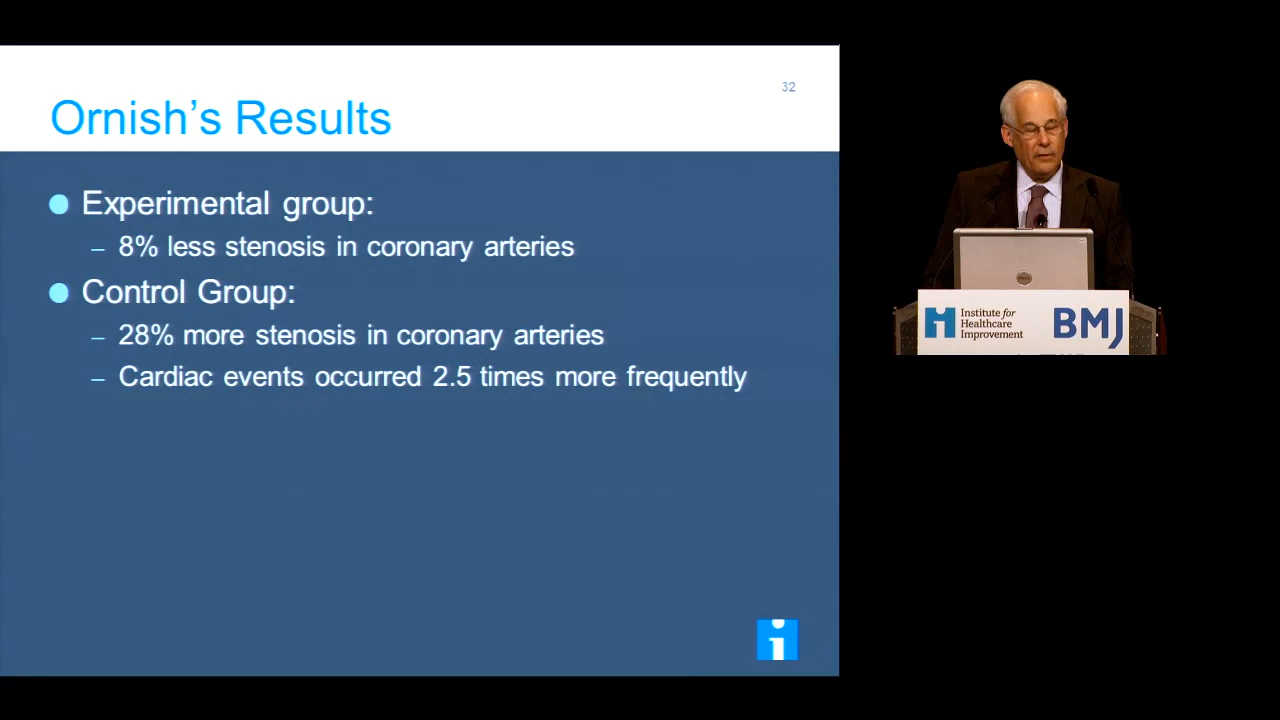 32
Ornish's Results
Experimental group:
– 8% less stenosis in coronary arteries
Control Group:
– 28% more stenosis in coronary arteries
– Cardiac events occurred 2.5 times more frequently
Institute for
Healthcare
Improvement
BMJ
DELL